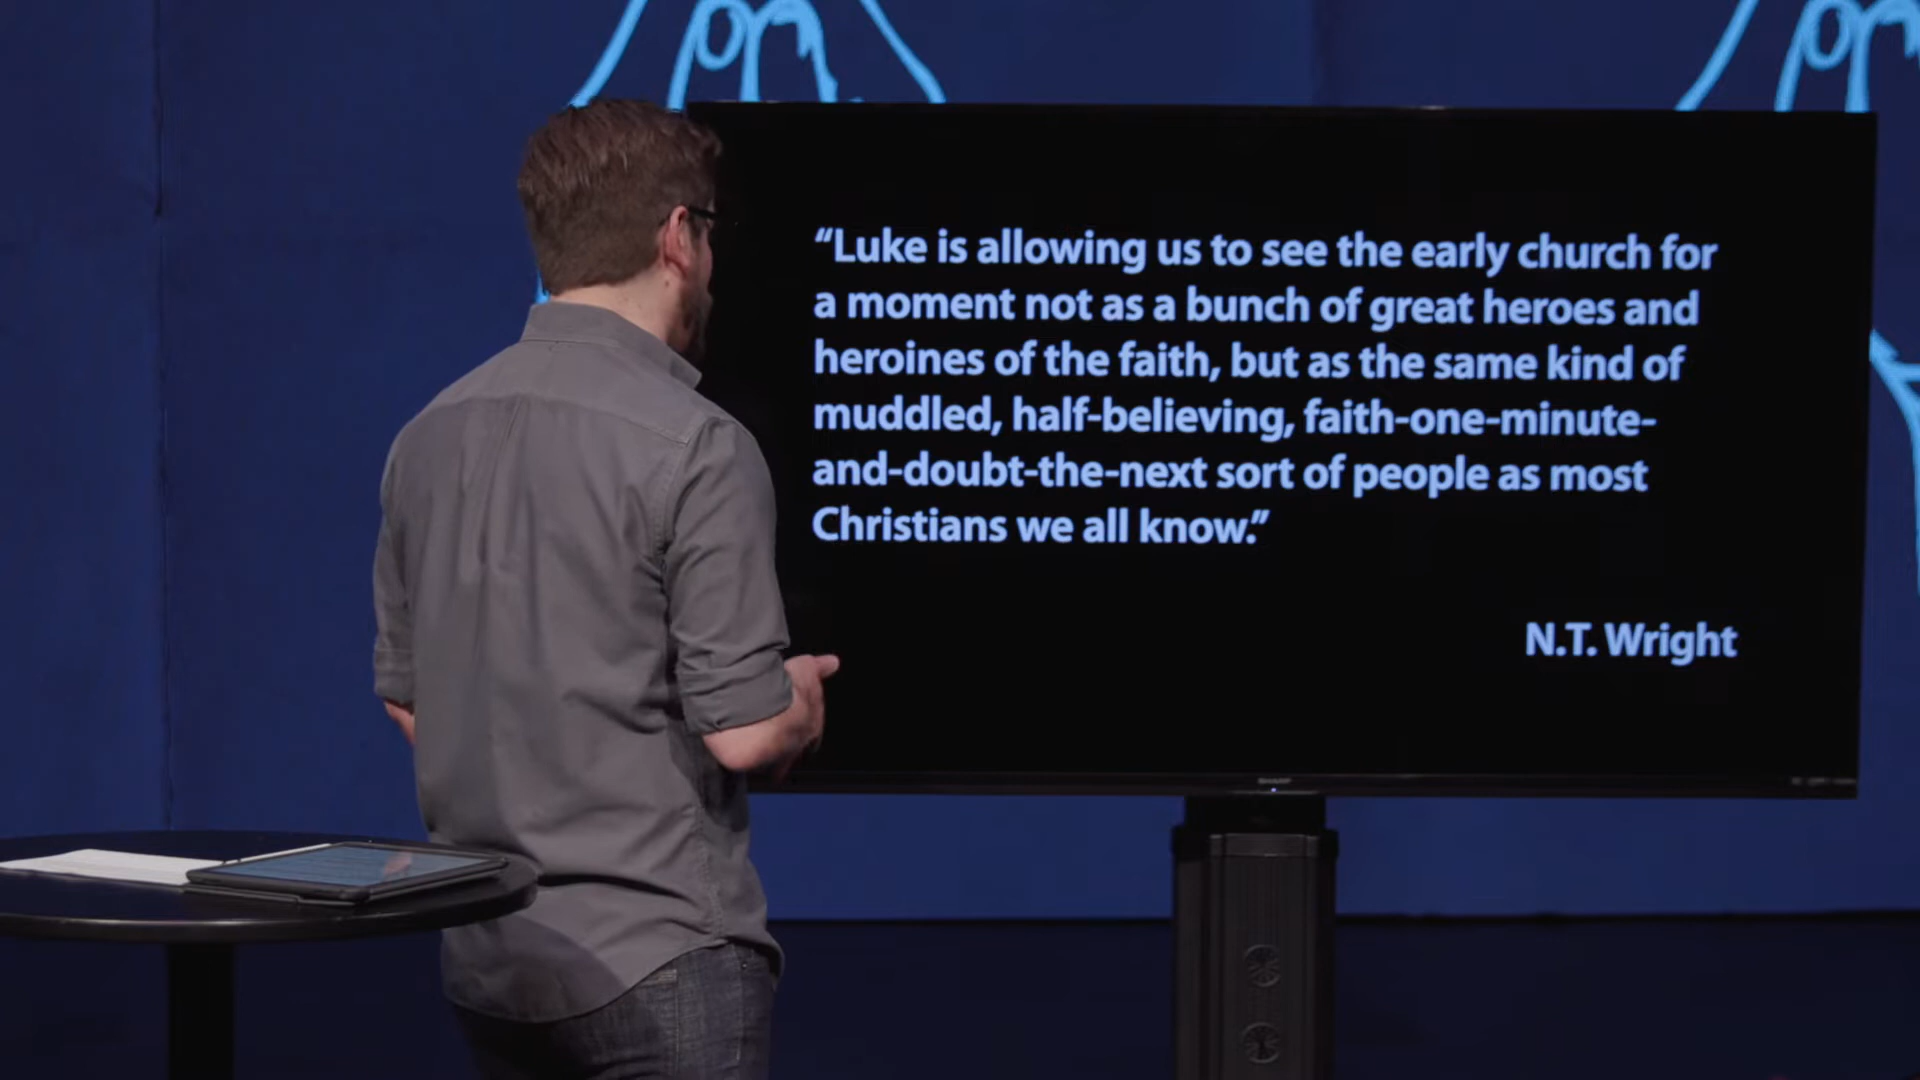 “Luke is allowing us to see the early church for
a moment not as a bunch of great heroes and
heroines of the faith, but as the same kind of
muddled, half-believing, faith-one-minute-
and-doubt-the-next sort of people as most
Christians we all know.”
N.T. Wright
SHARP